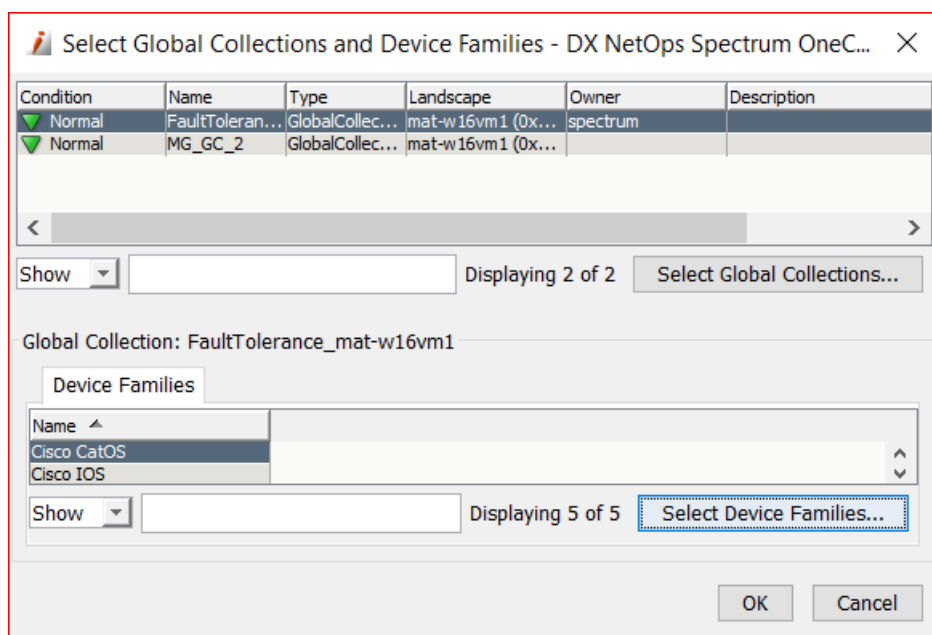 Select Global Collections and Device Families - DX NetOps Spectrum OneC...
Condition Name Type Landscape Owner Description
Normal FaultToleran... GlobalCollec... mat-w16vm1 (0x... spectrum
Normal MG_GC_2 GlobalCollec... mat-w16vm1 (0x...
Show Displaying 2 of 2 Select Global Collections...
Global Collection: FaultTolerance_mat-w16vm1
Device Families
Name
Cisco CatOS
Cisco IOS
Show Displaying 5 of 5 Select Device Families...
OK Cancel